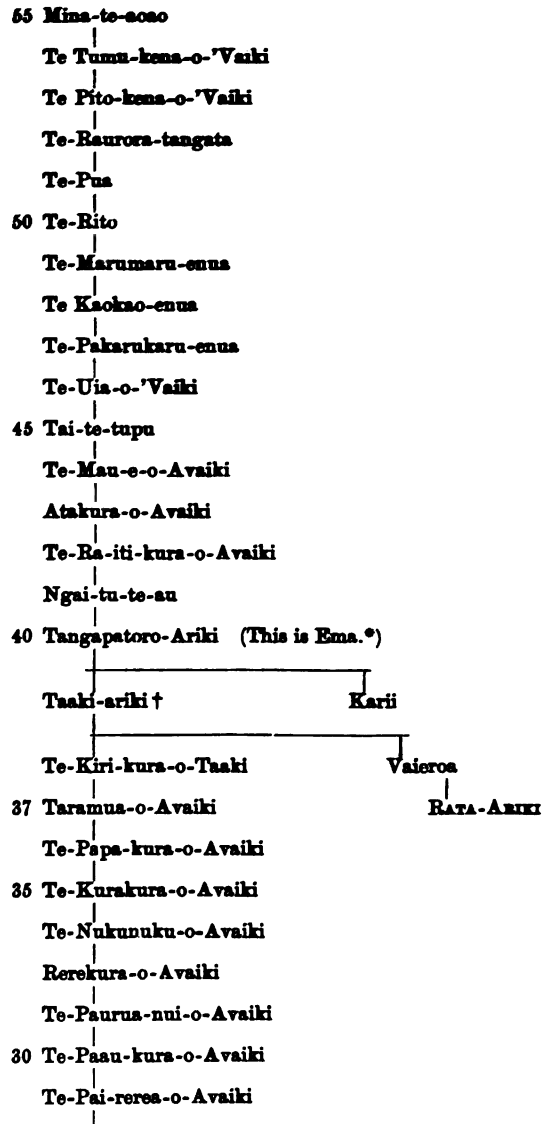 55 Mina-te-aoao
Te Tumu-kena-o-'Vaiki
Te Pito-kena-o-'Vaiki
Te-Raurora-tangata
Te-Pua
50 Te-Rito
Te-Marumaru-enua
Te Kaokao-enua
Te-Pakarukaru-enua
Te-Uia-o-'Vaiki
45 Tai-te-tupu
Te-Mau-e-o-Avaiki
Atakura-o-Avaiki
Te-Ra-iti-kura-o-Avaiki
Ngai-tu-te-au
40 Tangapatoro-Ariki (This is Ema.*)
Taaki-ariki † Karii
Te-Kiri-kura-o-Taaki Vaieroa
37 Taramua-o-Avaiki RATA-ARIKI
Te-Papa-kura-o-Avaiki
35 Te-Kurakura-o-Avaiki
Te-Nukunuku-o-Avaiki
Rerekura-o-Avaiki
Te-Paurua-nui-o-Avaiki
30 Te-Paau-kura-o-Avaiki
Te-Pai-rerea-o-Avaiki